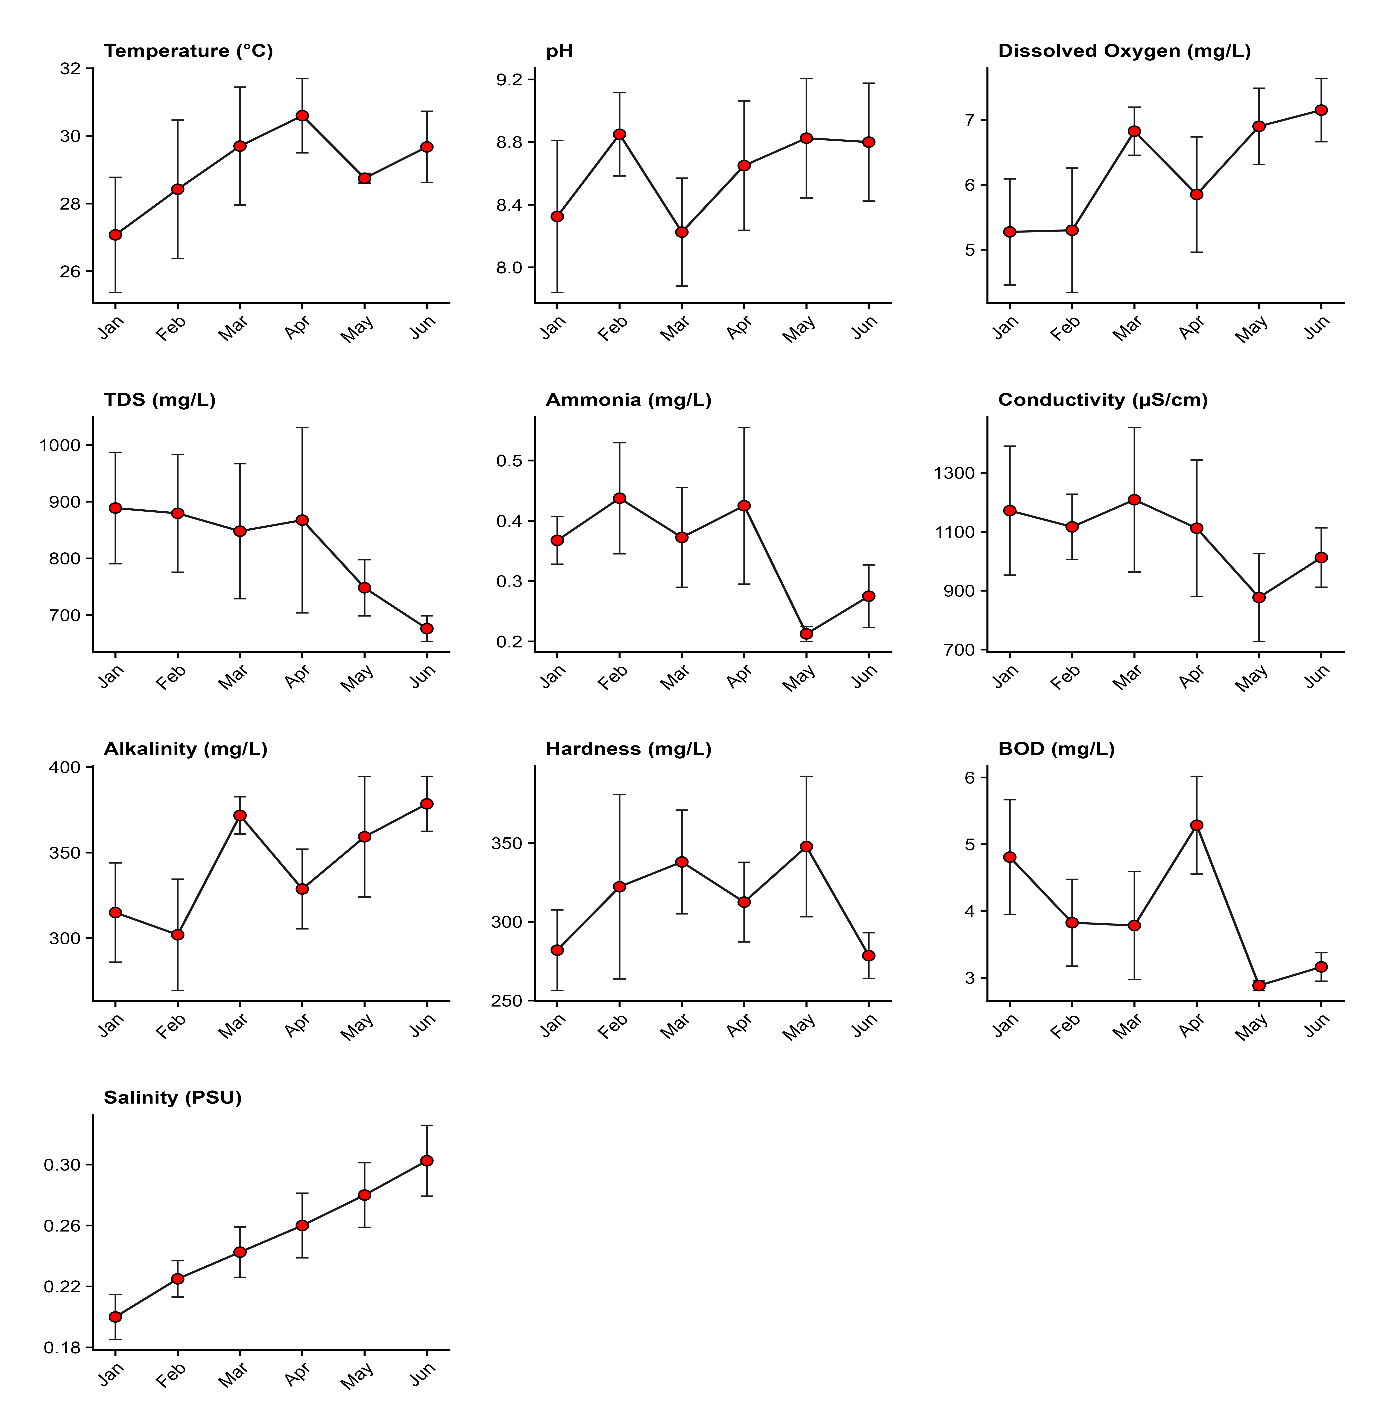 Temperature (°C)
32
30
28
26
Jan Feb Mar Apr May Jun
pH
9.2
8.8
8.4
8.0
Jan Feb Mar Apr May Jun
Dissolved Oxygen (mg/L)
7
6
5
Jan Feb Mar Apr May Jun
TDS (mg/L)
1000
900
800
700
Jan Feb Mar Apr May Jun
Ammonia (mg/L)
0.5
0.4
0.3
0.2
Jan Feb Mar Apr May Jun
Conductivity (µS/cm)
1300
1100
900
700
Jan Feb Mar Apr May Jun
Alkalinity (mg/L)
400
350
300
Jan Feb Mar Apr May Jun
Hardness (mg/L)
350
300
250
Jan Feb Mar Apr May Jun
BOD (mg/L)
6
5
4
3
Jan Feb Mar Apr May Jun
Salinity (PSU)
0.30
0.26
0.22
0.18
Jan Feb Mar Apr May Jun